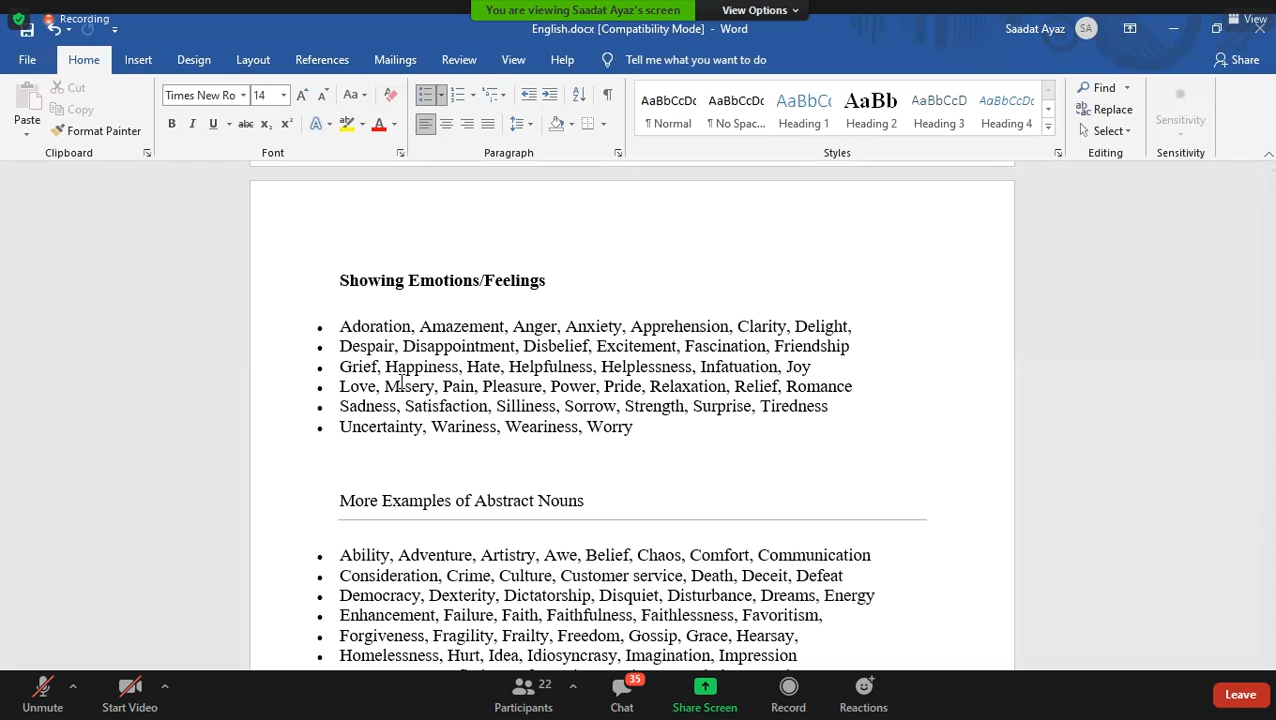 You are viewing Saadat Ayaz's screen
View Options
Recording
View
English.docx [Compatibility Mode] - Word
Saadat Ayaz
SA
File
Home
Insert
Design
Layout
References
Mailings
Review
View
Help
Tell me what you want to do
Share
Paste
Cut
Copy
Format Painter
Clipboard
Times New Ro
14
Font
Paragraph
AaBbCcDc
¶ Normal
AaBbCcDc
¶ No Spac...
AaBbCc
Heading 1
AaBb
Heading 2
AaBbCcD
Heading 3
AaBbCcD
Heading 4
Styles
Find
Replace
Select
Editing
Sensitivity
Sensitivity
Showing Emotions/Feelings
Adoration, Amazement, Anger, Anxiety, Apprehension, Clarity, Delight,
Despair, Disappointment, Disbelief, Excitement, Fascination, Friendship
Grief, Happiness, Hate, Helpfulness, Helplessness, Infatuation, Joy
Love, Misery, Pain, Pleasure, Power, Pride, Relaxation, Relief, Romance
Sadness, Satisfaction, Silliness, Sorrow, Strength, Surprise, Tiredness
Uncertainty, Wariness, Weariness, Worry
More Examples of Abstract Nouns
Ability, Adventure, Artistry, Awe, Belief, Chaos, Comfort, Communication
Consideration, Crime, Culture, Customer service, Death, Deceit, Defeat
Democracy, Dexterity, Dictatorship, Disquiet, Disturbance, Dreams, Energy
Enhancement, Failure, Faith, Faithfulness, Faithlessness, Favoritism,
Forgiveness, Fragility, Frailty, Freedom, Gossip, Grace, Hearsay,
Homelessness, Hurt, Idea, Idiosyncrasy, Imagination, Impression
Unmute
Start Video
22
Participants
35
Chat
Share Screen
Record
Reactions
Leave